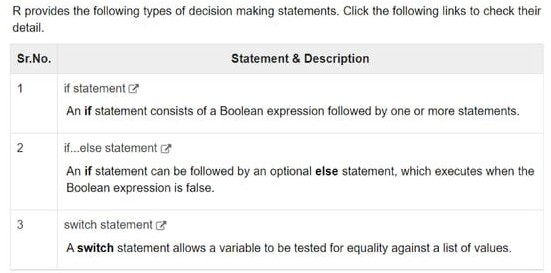 R provides the following types of decision making statements. Click the following links to check their
detail.
Sr.No. Statement & Description
1 if statement
An if statement consists of a Boolean expression followed by one or more statements.
2 if...else statement
An if statement can be followed by an optional else statement, which executes when the
Boolean expression is false.
3 switch statement
A switch statement allows a variable to be tested for equality against a list of values.